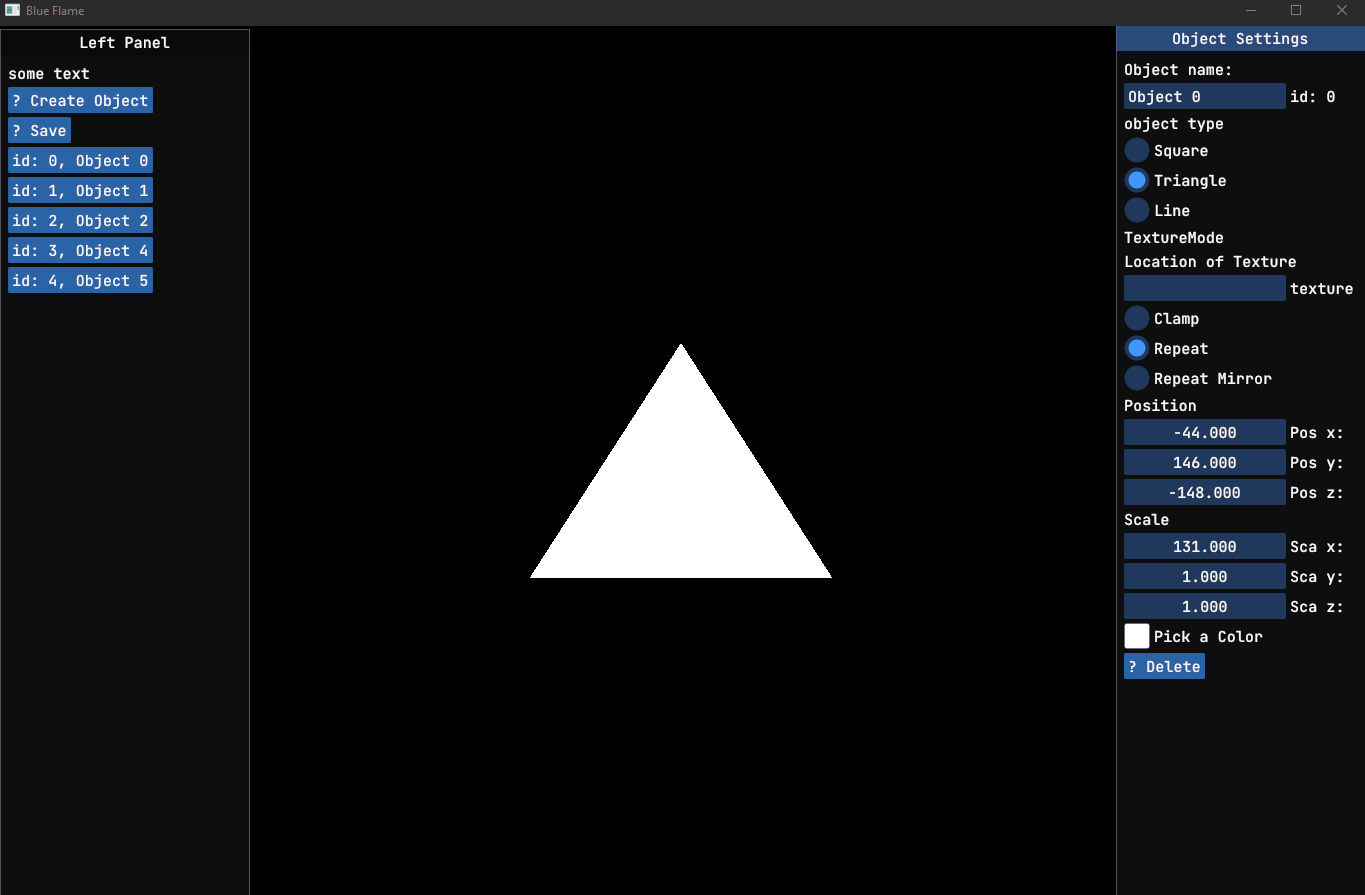 Blue Flame
Left Panel
some text
? Create Object
? Save
id: 0, Object 0
id: 1, Object 1
id: 2, Object 2
id: 3, Object 4
id: 4, Object 5
Object Settings
Object name:
Object 0 id: 0
object type
Square
Triangle
Line
TextureMode
Location of Texture
texture
Clamp
Repeat
Repeat Mirror
Position
-44.000 Pos x:
146.000 Pos y:
-148.000 Pos z:
Scale
131.000 Sca x:
1.000 Sca y:
1.000 Sca z:
Pick a Color
? Delete